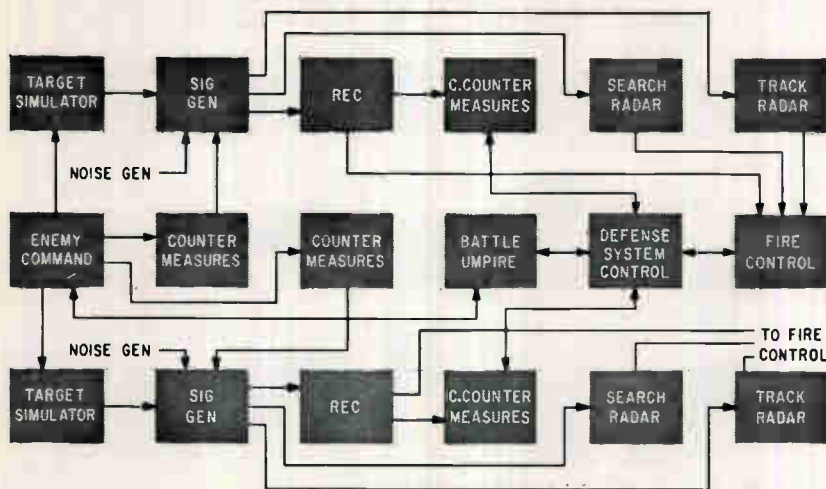 TARGET
SIMULATOR
SIG
GEN
REC
C.COUNTER
MEASURES
SEARCH
RADAR
TRACK
RADAR
NOISE GEN
ENEMY
COMMAND
COUNTER
MEASURES
COUNTER
MEASURES
BATTLE
UMPIRE
DEFENSE
SYSTEM
CONTROL
FIRE
CONTROL
NOISE GEN
TO FIRE
CONTROL
TARGET
SIMULATOR
SIG
GEN
REC
C.COUNTER
MEASURES
SEARCH
RADAR
TRACK
RADAR